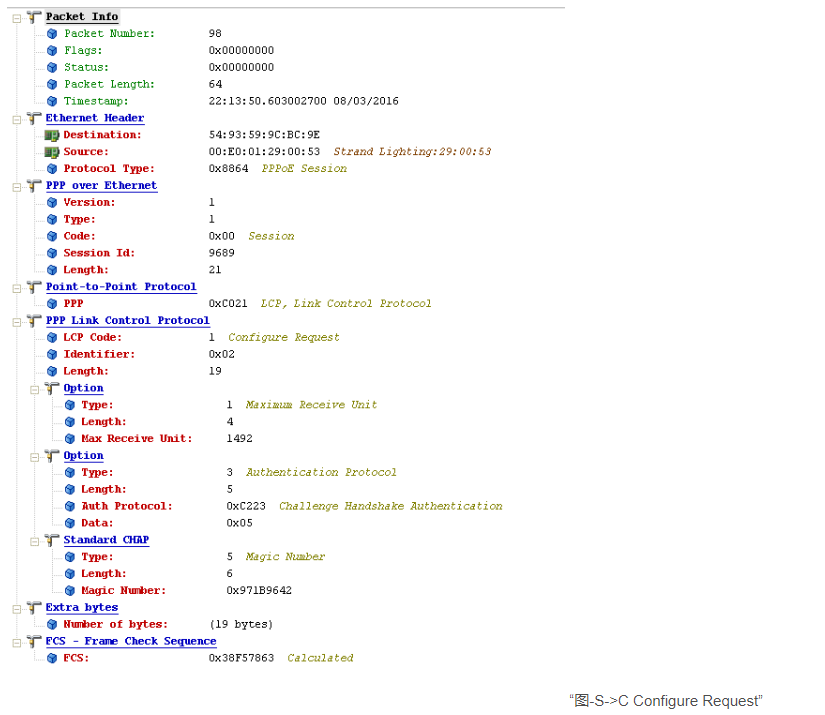 Packet Info
Packet Number: 98
Flags: 0x00000000
Status: 0x00000000
Packet Length: 64
Timestamp: 22:13:50.603002700 08/03/2016
Ethernet Header
Destination: 54:93:59:9C:BC:9E
Source: 00:E0:01:29:00:53 Strand Lighting:29:00:53
Protocol Type: 0x8864 PPPoE Session
PPP over Ethernet
Version: 1
Type: 1
Code: 0x00 Session
Session Id: 9689
Length: 21
Point-to-Point Protocol
PPP 0xC021 LCP, Link Control Protocol
PPP Link Control Protocol
LCP Code: 1 Configure Request
Identifier: 0x02
Length: 19
Option
Type: 1 Maximum Receive Unit
Length: 4
Max Receive Unit: 1492
Option
Type: 3 Authentication Protocol
Length: 5
Auth Protocol: 0xC223 Challenge Handshake Authentication
Data: 0x05
Standard CHAP
Type: 5 Magic Number
Length: 6
Magic Number: 0x971B9642
Extra bytes
Number of bytes: (19 bytes)
FCS - Frame Check Sequence
FCS: 0x38F57863 Calculated
“图-S->C Configure Request”